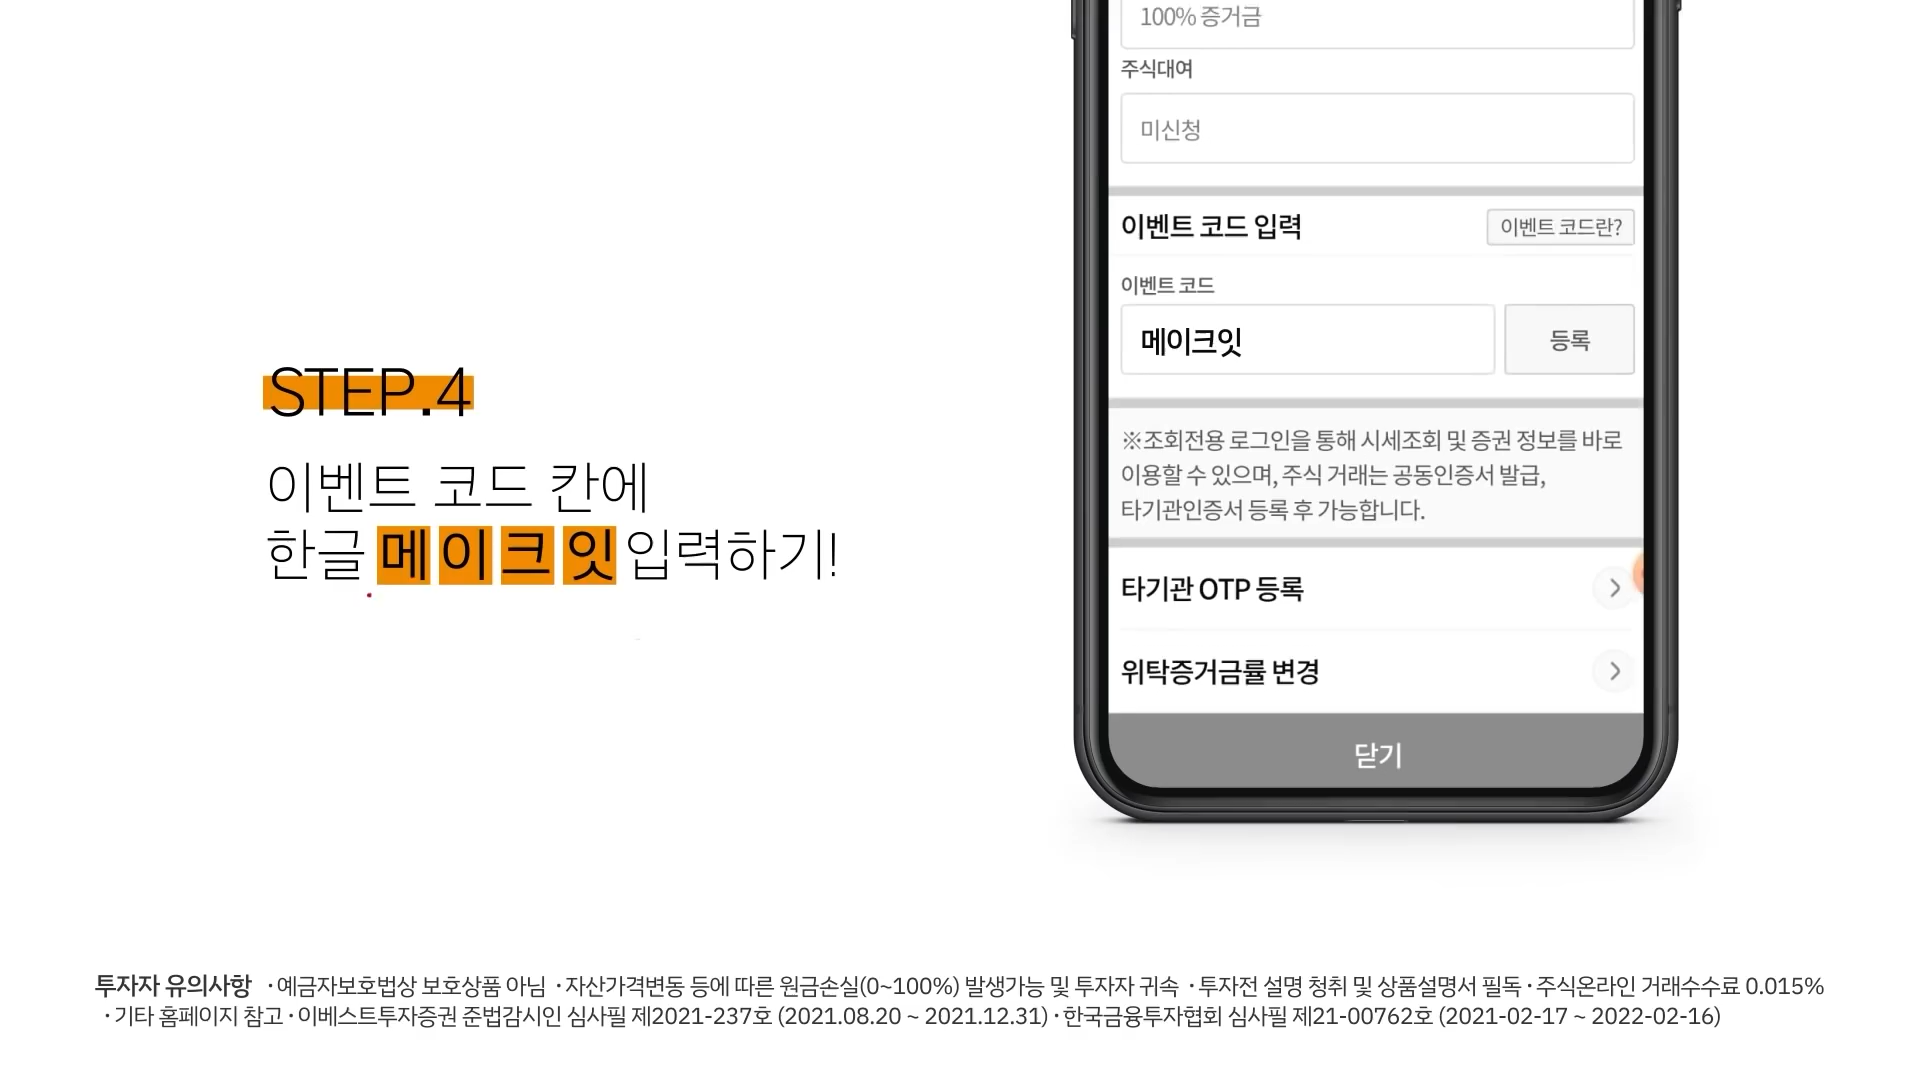 STEP.4
이벤트 코드 칸에
한글 메이크잇 입력하기!
100% 증거금
주식대여
미신청
이벤트 코드 입력 이벤트 코드란?
이벤트 코드
메이크잇 등록
※조회전용 로그인을 통해 시세조회 및 증권 정보를 바로
이용할 수 있으며, 주식 거래는 공동인증서 발급,
타기관인증서 등록 후 가능합니다.
타기관 OTP 등록
위탁증거금률 변경
닫기
투자자 유의사항 ·예금자보호법상 보호상품 아님 ·자산가격변동 등에 따른 원금손실(0~100%) 발생가능 및 투자자 귀속 ·투자전 설명 청취 및 상품설명서 필독·주식온라인 거래수수료 0.015%
·기타 홈페이지 참고·이베스트투자증권 준법감시인 심사필 제2021-237호 (2021.08.20 ~ 2021.12.31)·한국금융투자협회 심사필 제21-00762호 (2021-02-17 ~ 2022-02-16)